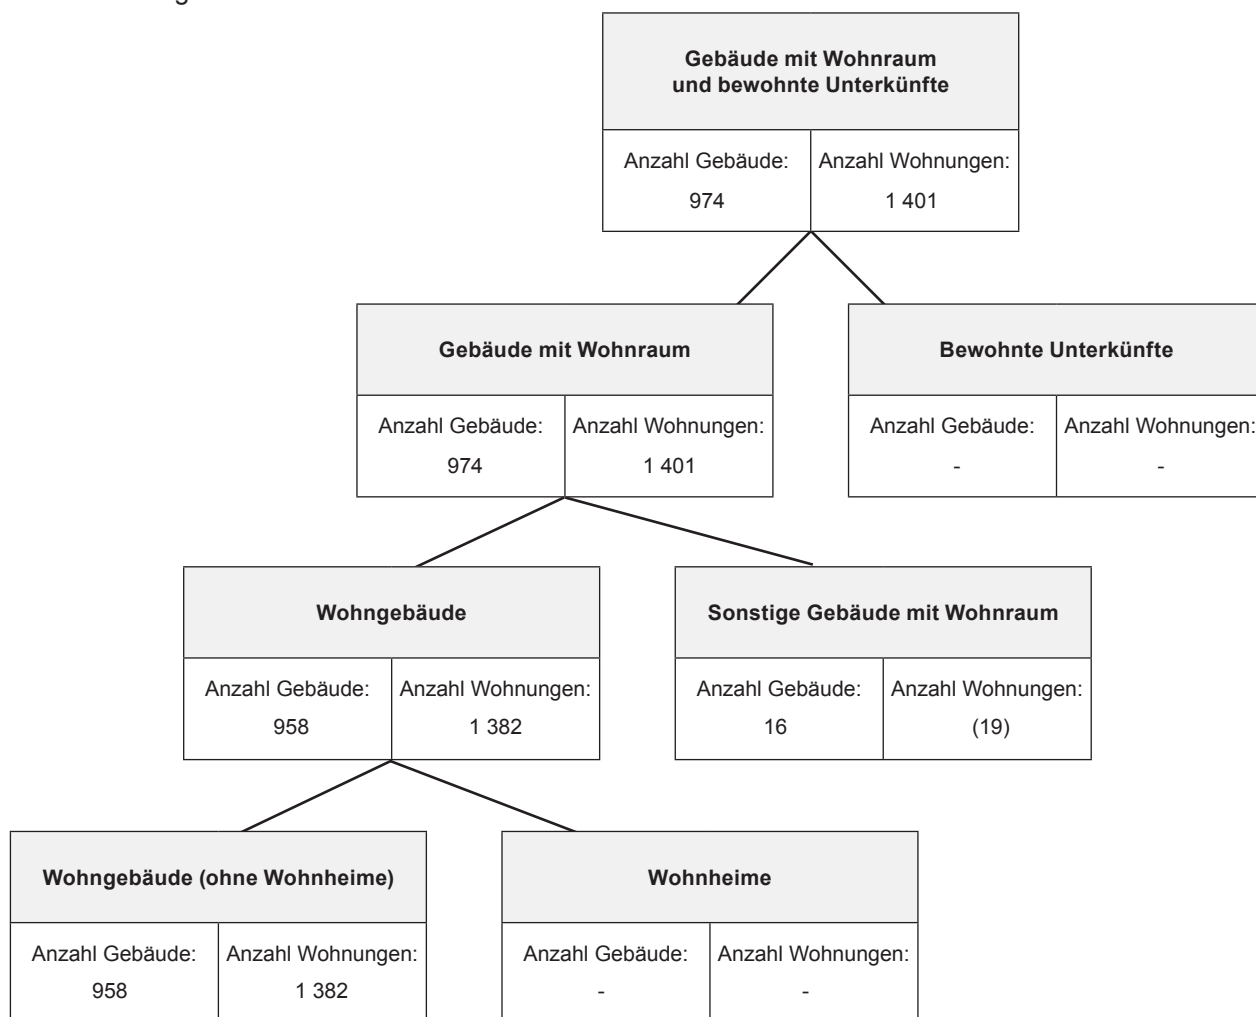 Gebäude mit Wohnraum
und bewohnte Unterkünfte
Anzahl Gebäude:
974
Anzahl Wohnungen:
1 401
Gebäude mit Wohnraum
Anzahl Gebäude:
974
Anzahl Wohnungen:
1 401
Bewohnte Unterkünfte
Anzahl Gebäude:
-
Anzahl Wohnungen:
-
Wohngebäude
Anzahl Gebäude:
958
Anzahl Wohnungen:
1 382
Sonstige Gebäude mit Wohnraum
Anzahl Gebäude:
16
Anzahl Wohnungen:
(19)
Wohngebäude (ohne Wohnheime)
Anzahl Gebäude:
958
Anzahl Wohnungen:
1 382
Wohnheime
Anzahl Gebäude:
-
Anzahl Wohnungen:
-